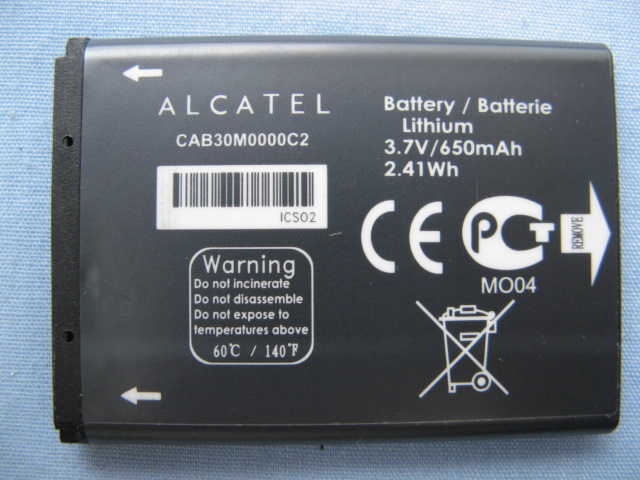 ALCATEL
CAB30M0000C2
ICS02
Battery / Batterie
Lithium
3.7V/650mAh
2.41Wh
CE
PCT
REMOVE
MO04
Warning
Do not incinerate
Do not disassemble
Do not expose to
temperatures above
60℃ / 140℉